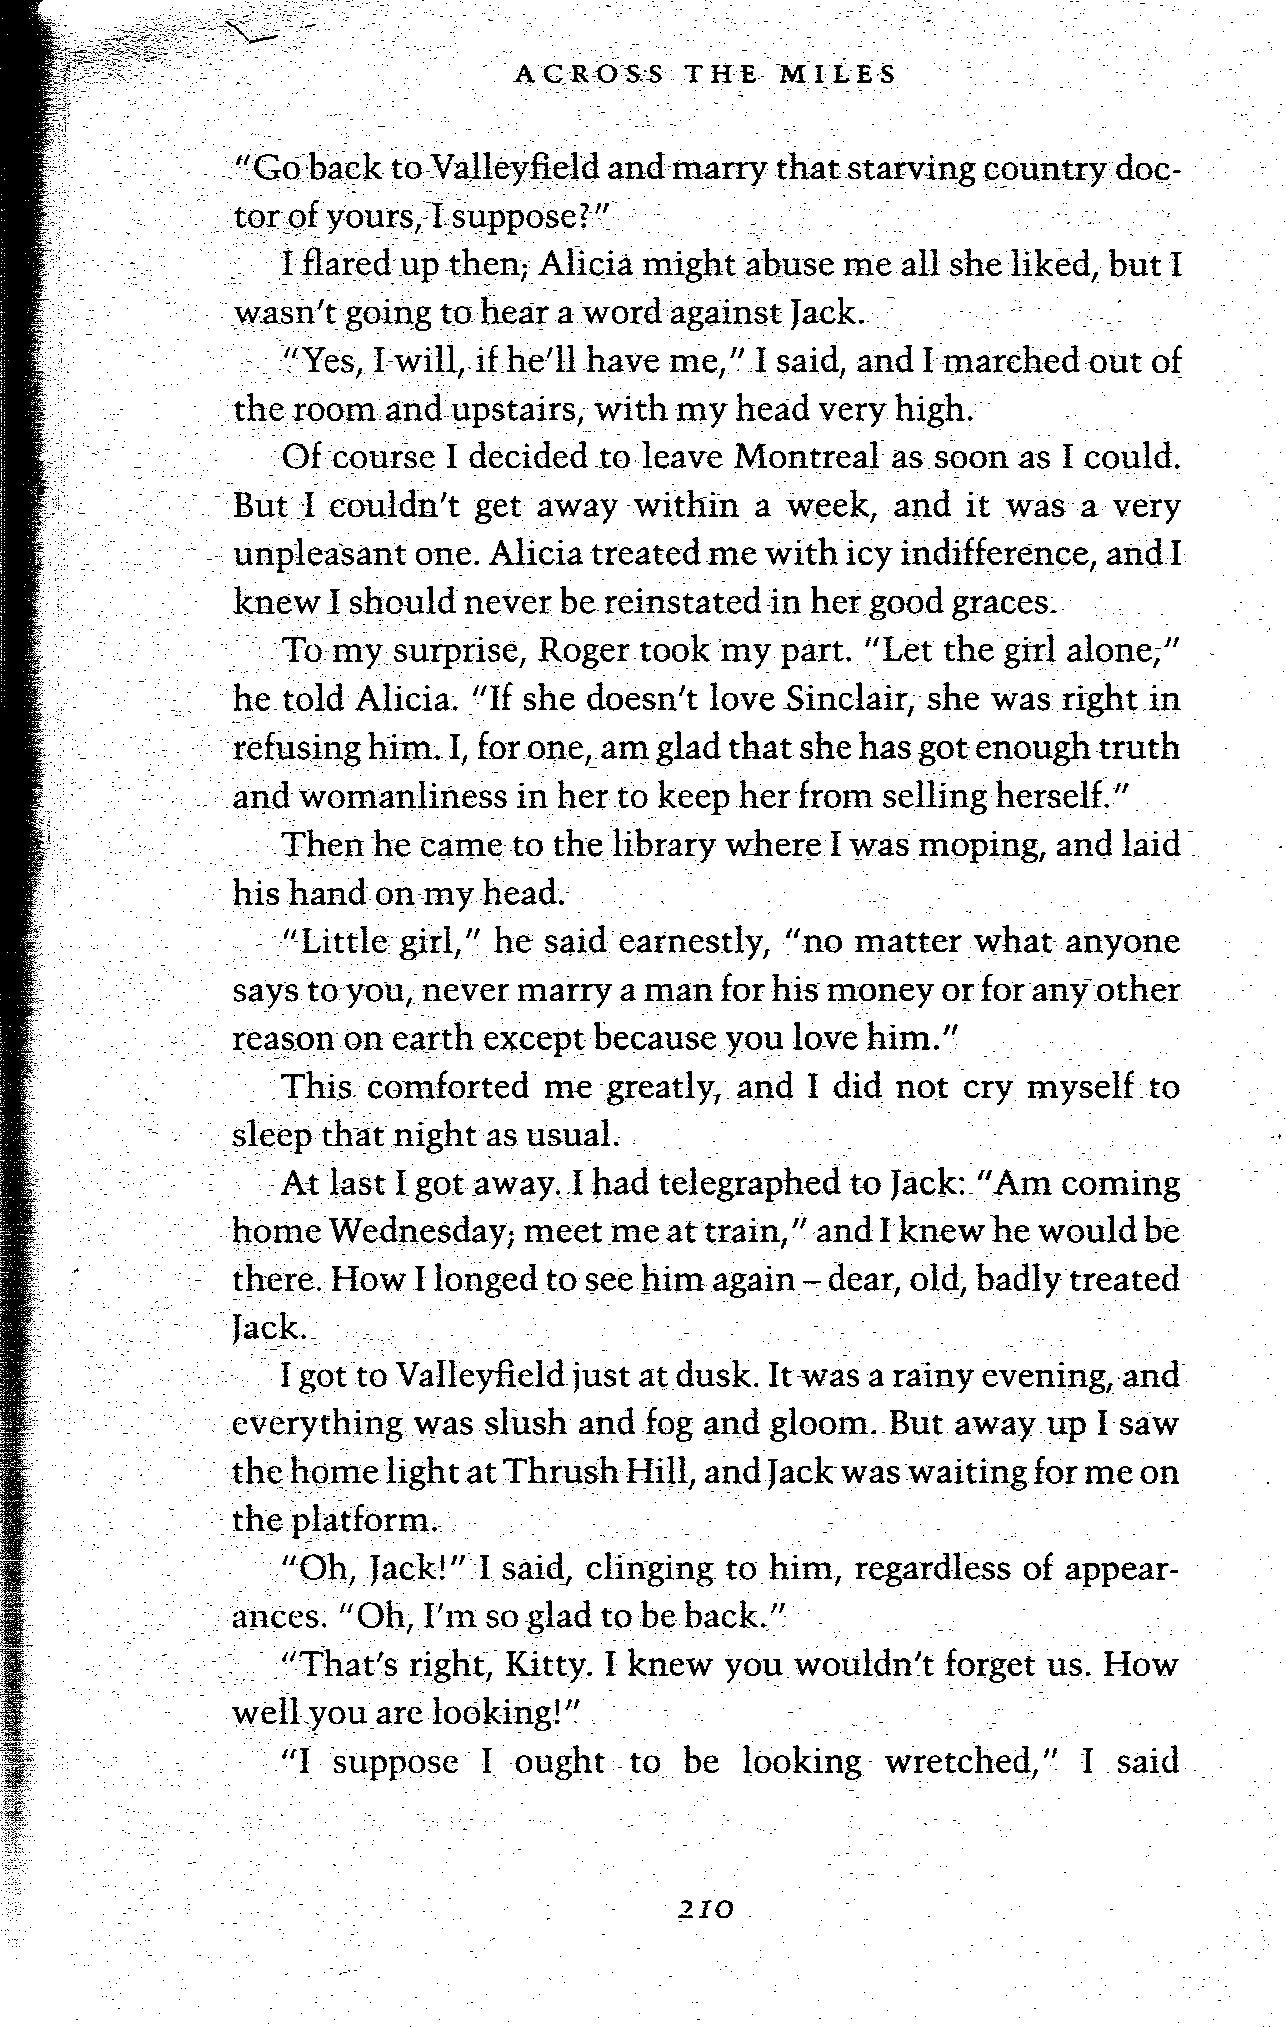 ACROSS THE MILES
"Go back to Valleyfield and marry that starving country doc-
tor of yours, I suppose?"
I flared up then; Alicia might abuse me all she liked, but I
wasn't going to hear a word against Jack.
"Yes, I will, if he'll have me," I said, and I marched out of
the room and upstairs, with my head very high.
Of course I decided to leave Montreal as soon as I could.
But I couldn't get away within a week, and it was a very
unpleasant one. Alicia treated me with icy indifference, and I
knew I should never be reinstated in her good graces.
To my surprise, Roger took my part. "Let the girl alone,"
he told Alicia. "If she doesn't love Sinclair, she was right in
refusing him. I, for one, am glad that she has got enough truth
and womanliness in her to keep her from selling herself."
Then he came to the library where I was moping, and laid
his hand on my head.
"Little girl," he said earnestly, "no matter what anyone
says to you, never marry a man for his money or for any other
reason on earth except because you love him."
This comforted me greatly, and I did not cry myself to
sleep that night as usual.
At last I got away. I had telegraphed to Jack: "Am coming
home Wednesday; meet me at train," and I knew he would be
there. How I longed to see him again – dear, old, badly treated
Jack.
I got to Valleyfield just at dusk. It was a rainy evening, and
everything was slush and fog and gloom. But away up I saw
the home light at Thrush Hill, and Jack was waiting for me on
the platform.
"Oh, Jack!" I said, clinging to him, regardless of appear-
ances. "Oh, I'm so glad to be back."
"That's right, Kitty. I knew you wouldn't forget us. How
well you are looking!"
"I suppose I ought to be looking wretched," I said
210